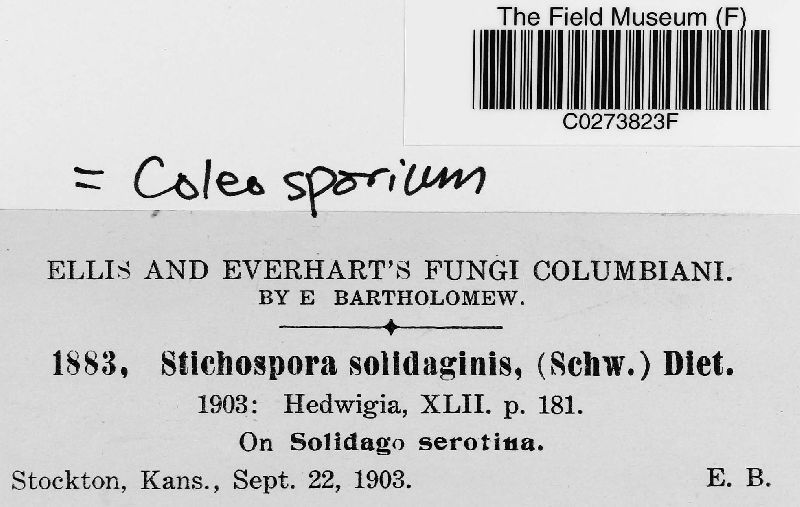 The Field Museum (F)
C0273823F
= Coleosporium
ELLIS AND EVERHART'S FUNGI COLUMBIANI.
BY E BARTHOLOMEW.
1883, Stichospora solidaginis, (Schw.) Diet.
1903: Hedwigia, XLII. p. 181.
On Solidago serotina.
Stockton, Kans., Sept. 22, 1903. E. B.